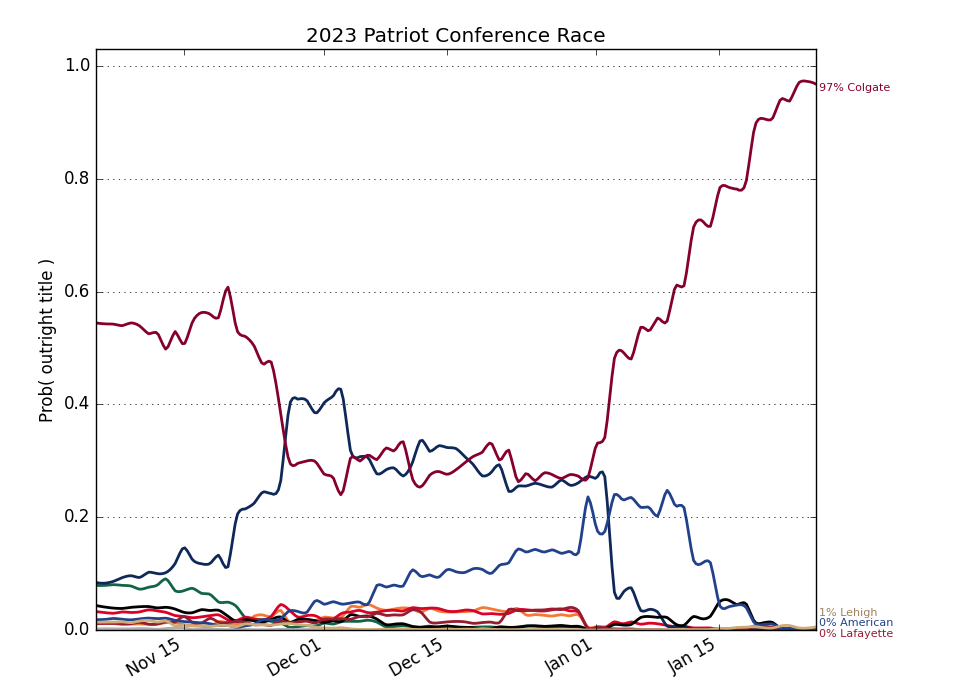 2023 Patriot Conference Race
Prob( outright title )
1.0
0.8
0.6
0.4
0.2
0.0
Nov 15
Dec 01
Dec 15
Jan 01
Jan 15
97% Colgate
1% Lehigh
0% American
0% Lafayette